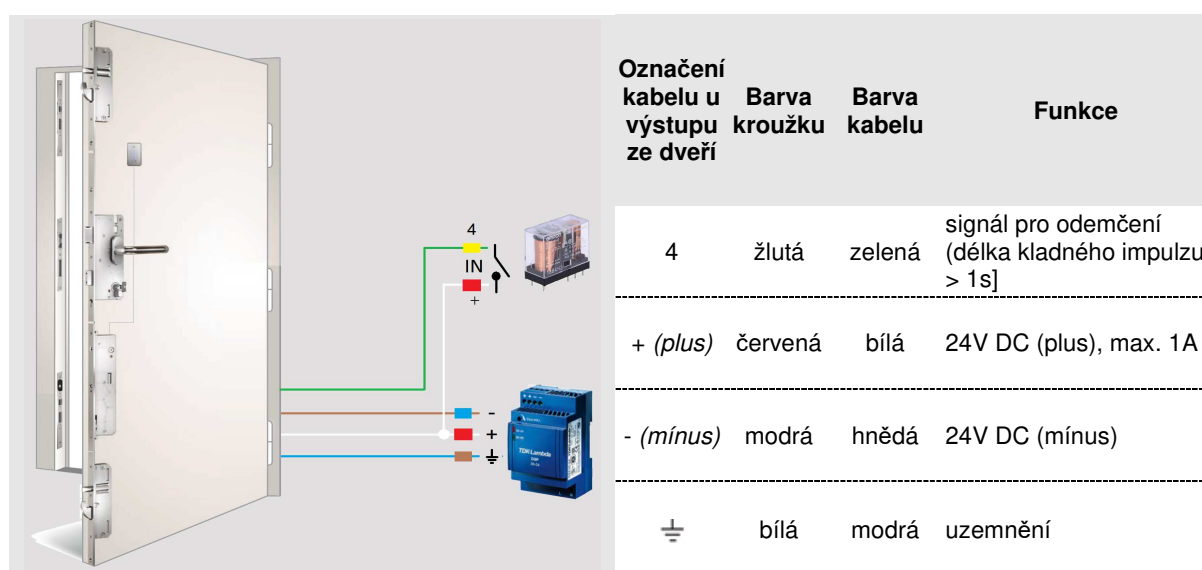 Označení
kabelu u
výstupu
ze dveří
Barva
kroužku
Barva
kabelu
Funkce
4
IN
+
-
+
TDK-Lambda
4 žlutá zelená signál pro odemčení
(délka kladného impulzu
> 1s]
+ (plus) červená bílá 24V DC (plus), max. 1A
- (mínus) modrá hnědá 24V DC (mínus)
bílá modrá uzemnění